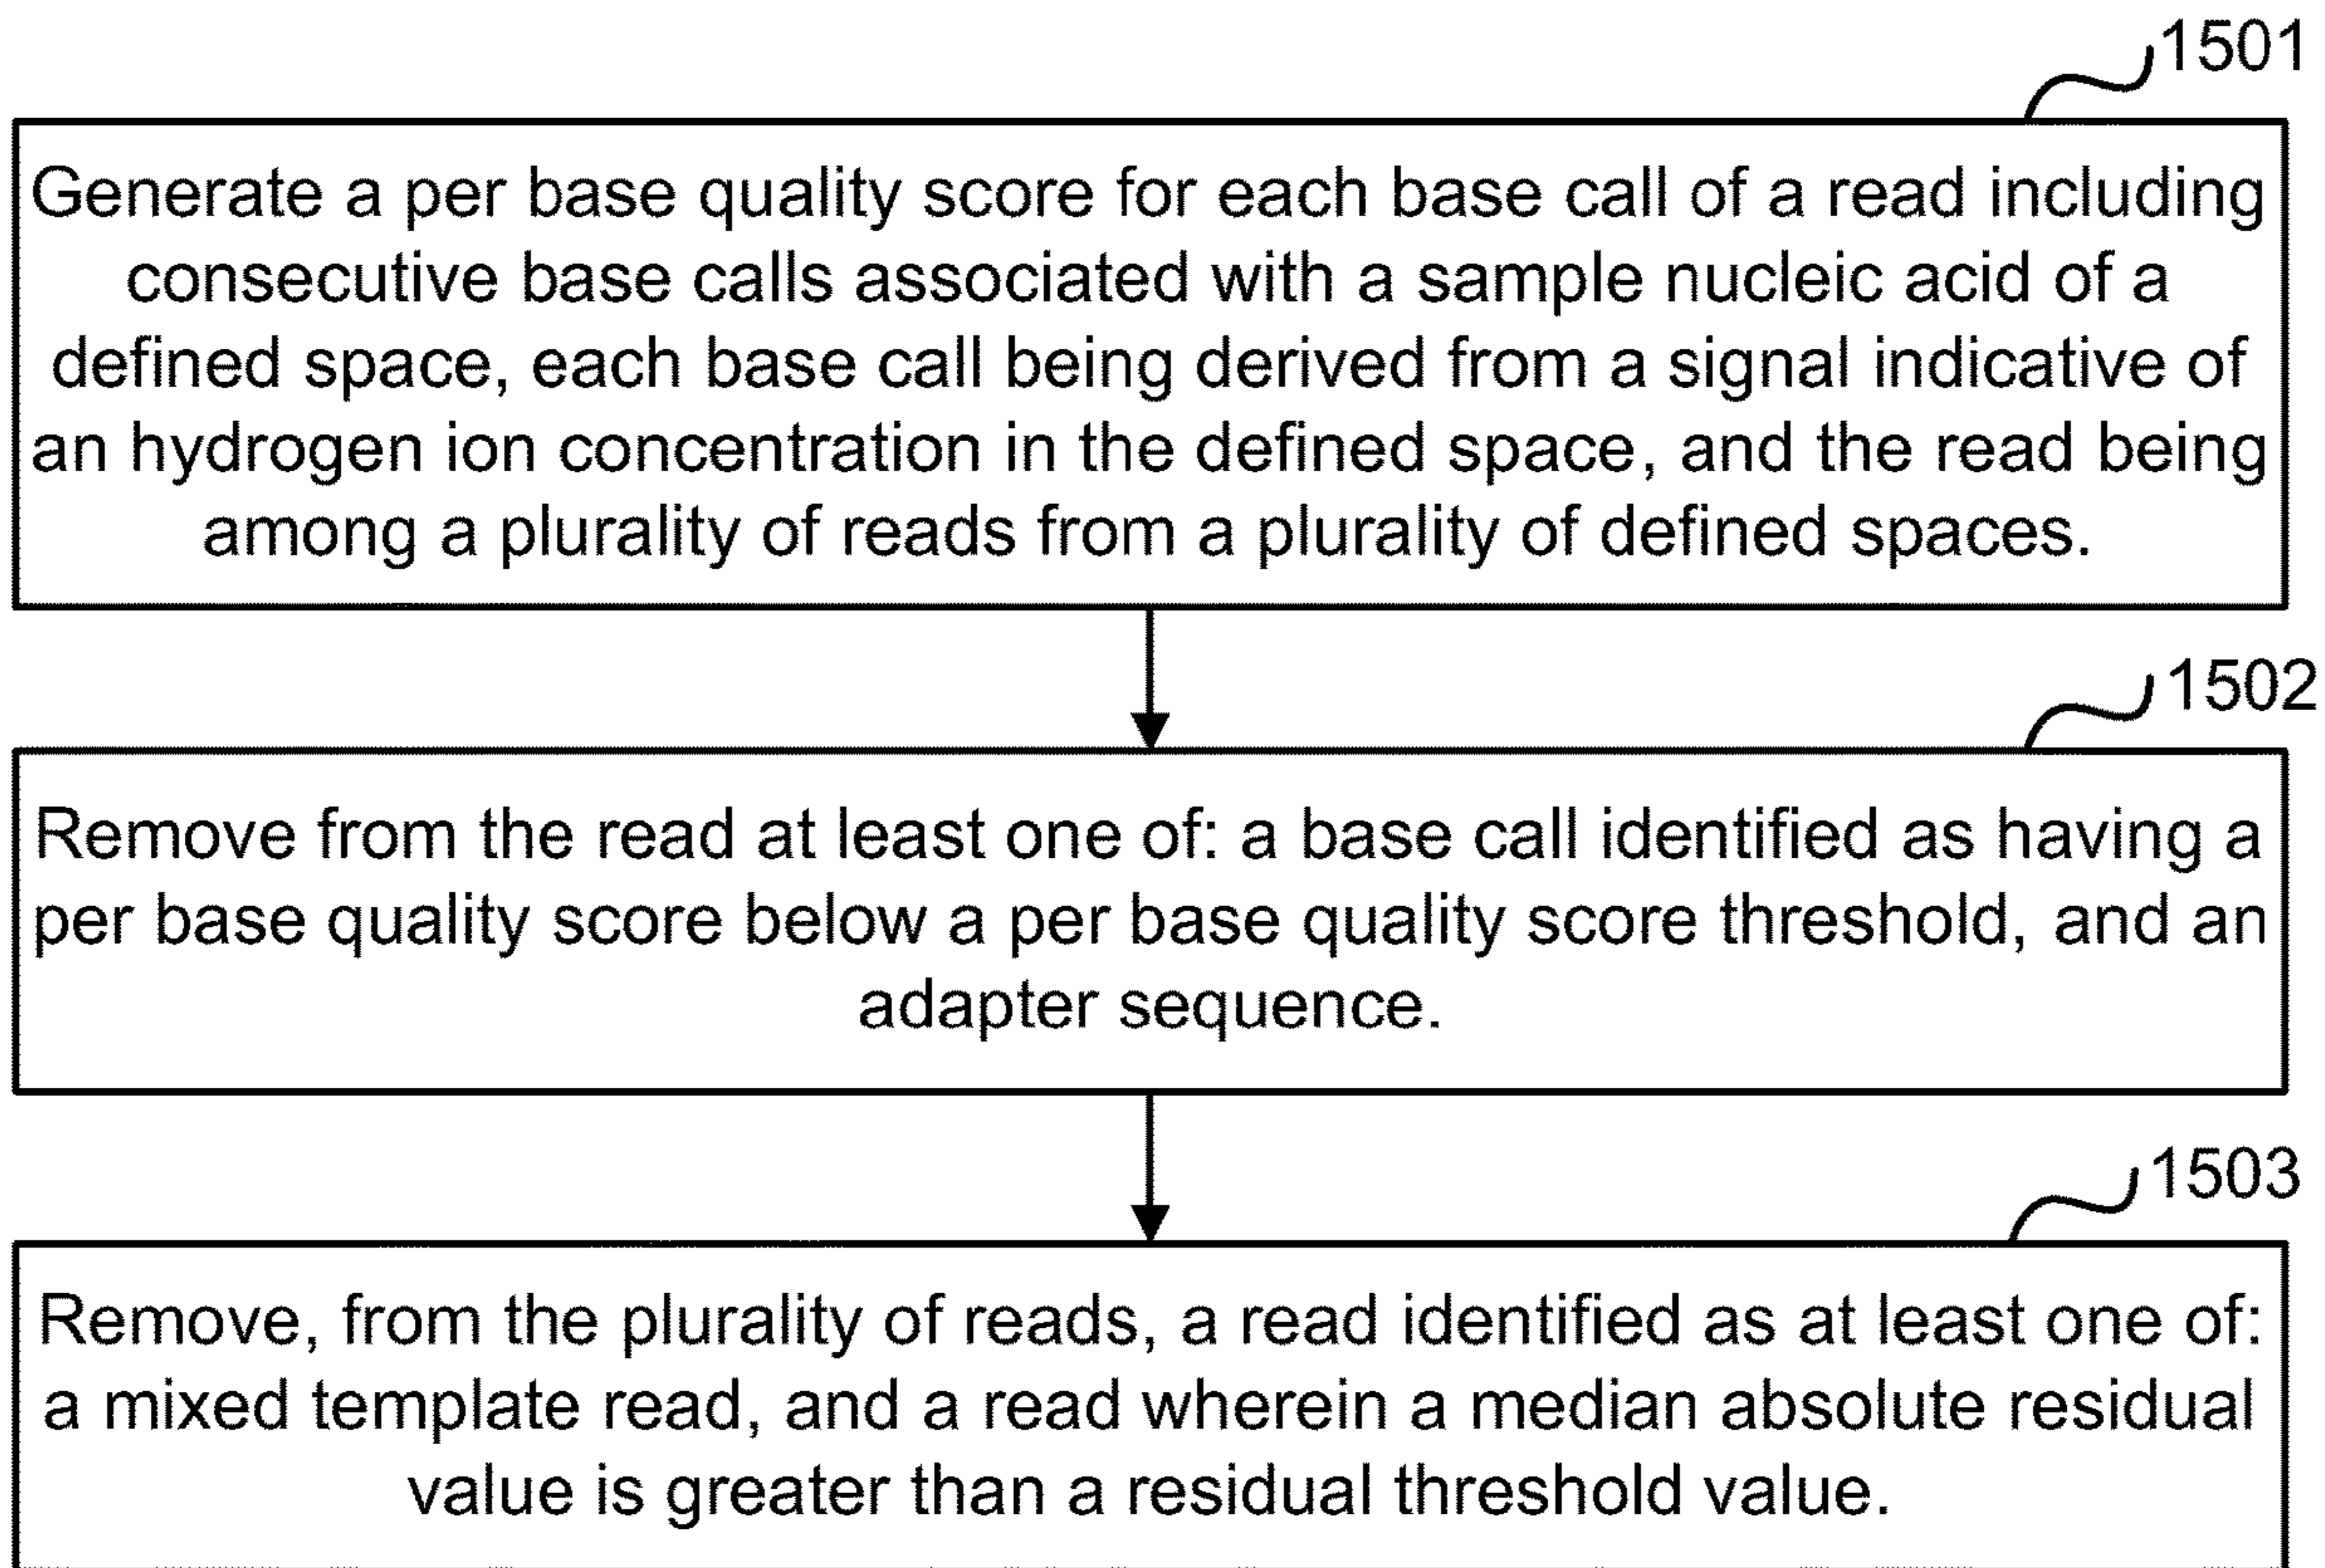 1501
Generate a per base quality score for each base call of a read including
consecutive base calls associated with a sample nucleic acid of a
defined space, each base call being derived from a signal indicative of
an hydrogen ion concentration in the defined space, and the read being
among a plurality of reads from a plurality of defined spaces.
1502
Remove from the read at least one of: a base call identified as having a
per base quality score below a per base quality score threshold, and an
adapter sequence.
1503
Remove, from the plurality of reads, a read identified as at least one of:
a mixed template read, and a read wherein a median absolute residual
value is greater than a residual threshold value.